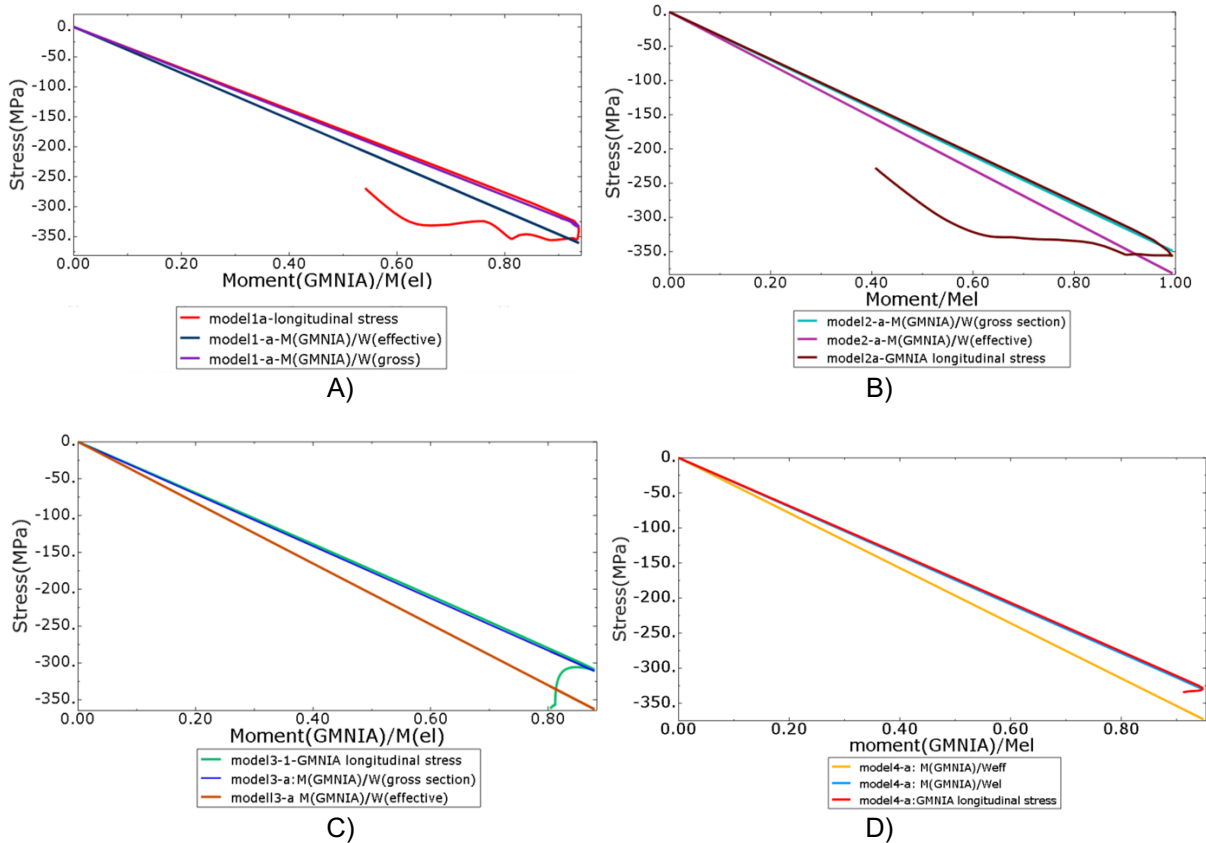 0.
-50.
-100.
-150.
-200.
-250.
-300.
-350.
Stress(MPa)
0.00 0.20 0.40 0.60 0.80
Moment(GMNIA)/M(el)
model1a-longitudinal stress
model1-a-M(GMNIA)/W(effective)
model1-a-M(GMNIA)/W(gross)
A)
0.
-50.
-100.
-150.
-200.
-250.
-300.
-350.
Stress(MPa)
0.00 0.20 0.40 0.60 0.80 1.00
Moment/Mel
model2-a-M(GMNIA)/W(gross section)
mode2-a-M(GMNIA)/W(effective)
model2a-GMNIA longitudinal stress
B)
0.
-50.
-100.
-150.
-200.
-250.
-300.
-350.
Stress(MPa)
0.00 0.20 0.40 0.60 0.80
Moment(GMNIA)/M(el)
model3-1-GMNIA longitudinal stress
model3-a:M(GMNIA)/W(gross section)
modell3-a M(GMNIA)/W(effective)
C)
0.
-50.
-100.
-150.
-200.
-250.
-300.
-350.
Stress(MPa)
0.00 0.20 0.40 0.60 0.80
moment(GMNIA)/Mel
model4-a: M(GMNIA)/Weff
model4-a: M(GMNIA)/Wel
model4-a:GMNIA longitudinal stress
D)